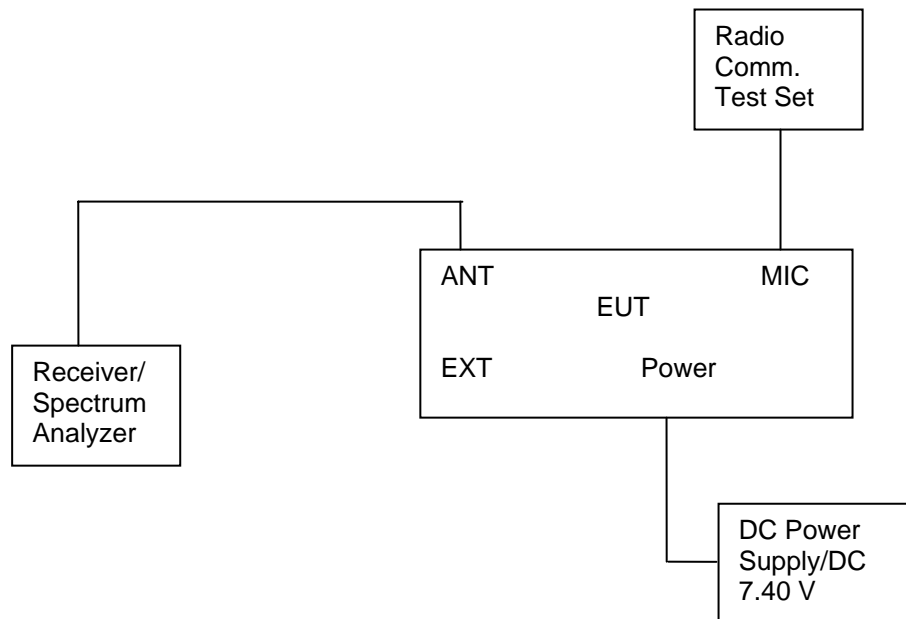 Radio
Comm.
Test Set
ANT
MIC
EUT
EXT
Power
Receiver/
Spectrum
Analyzer
DC Power
Supply/DC
7.40 V